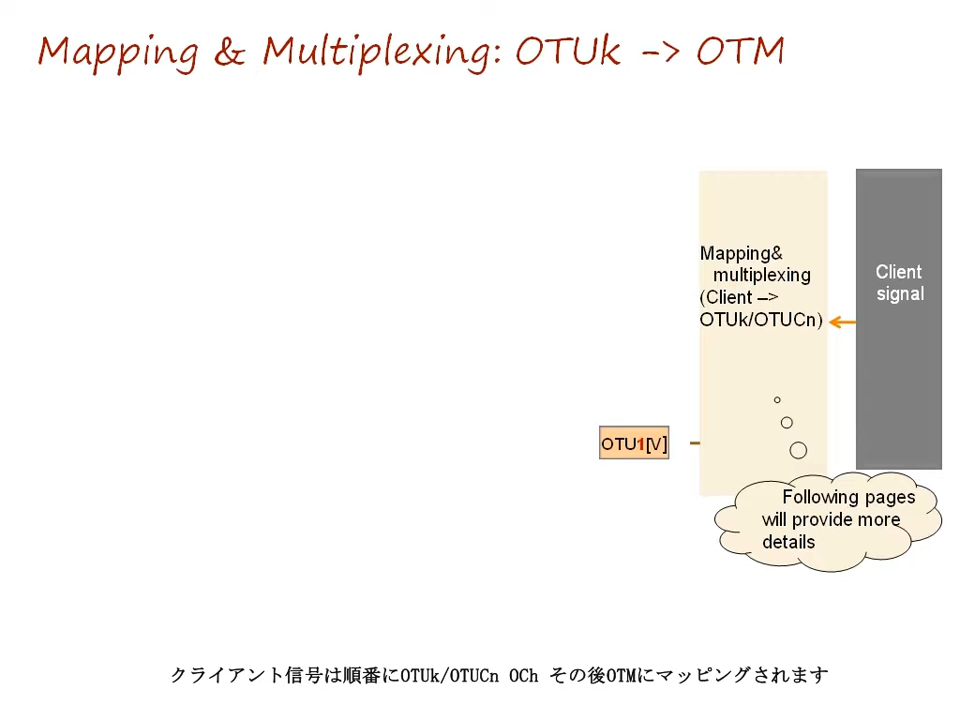 Mapping & Multiplexing: OTUk -> OTM
Mapping&
multiplexing
(Client –>
OTUk/OTUCn)
Client
signal
OTU1[V]
Following pages
will provide more
details
クライアント信号は順番にOTUk/OTUCn OCh その後OTMにマッピングされます